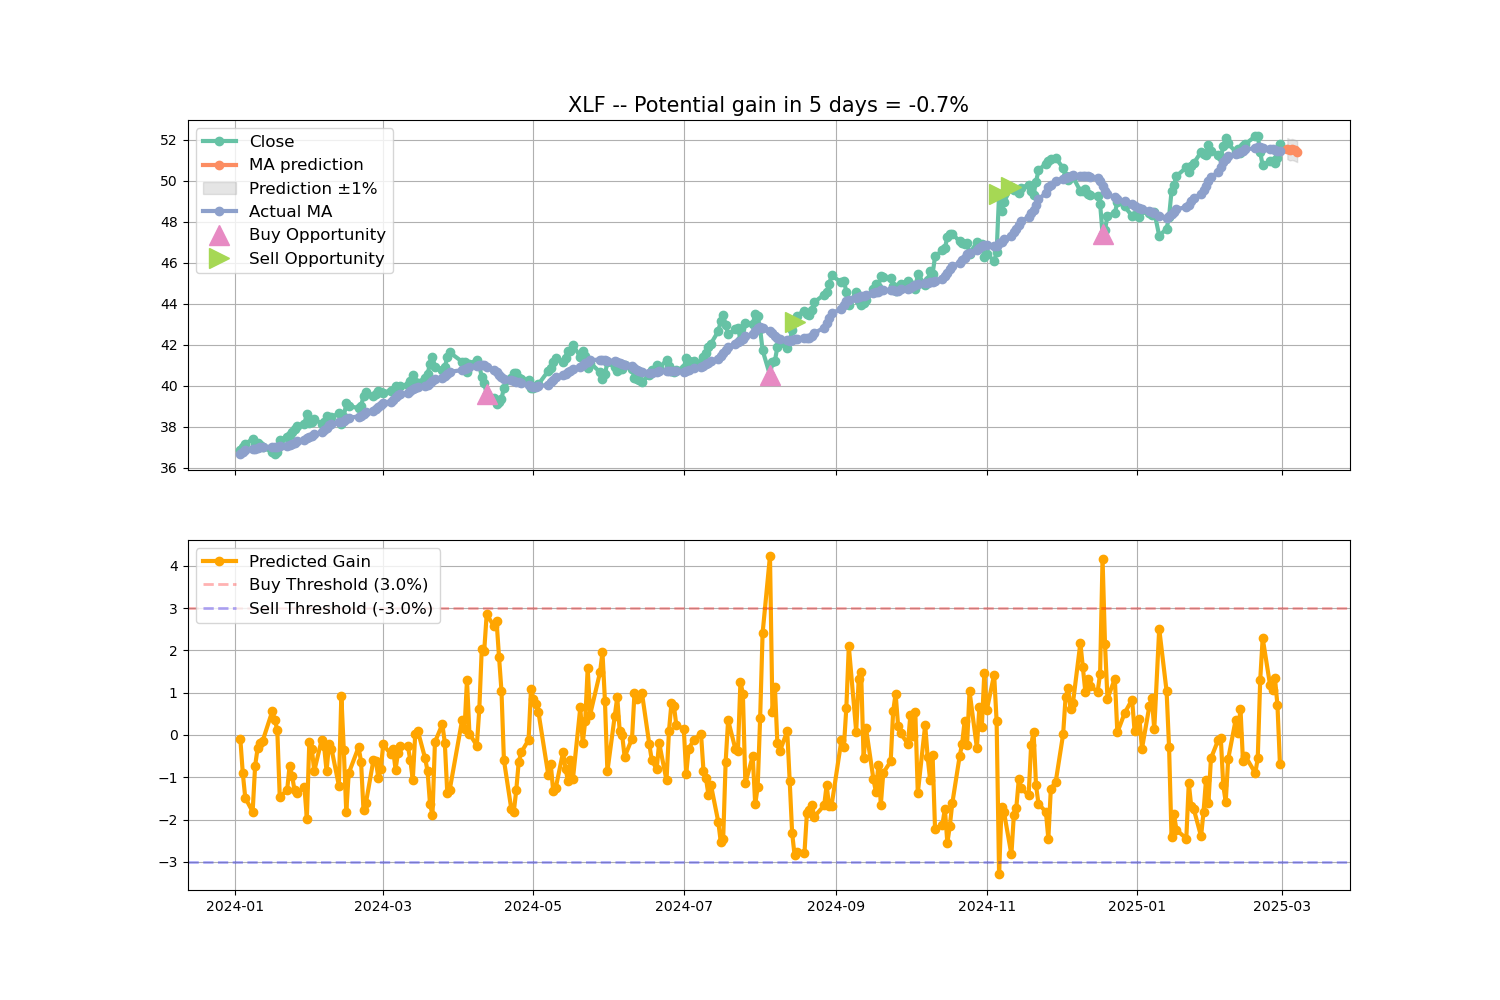 XLF -- Potential gain in 5 days = -0.7%
52
50
48
46
44
42
40
38
36
Close
MA prediction
Prediction ±1%
Actual MA
Buy Opportunity
Sell Opportunity
4
3
2
1
0
−1
−2
−3
Predicted Gain
Buy Threshold (3.0%)
Sell Threshold (-3.0%)
2024-01
2024-03
2024-05
2024-07
2024-09
2024-11
2025-01
2025-03